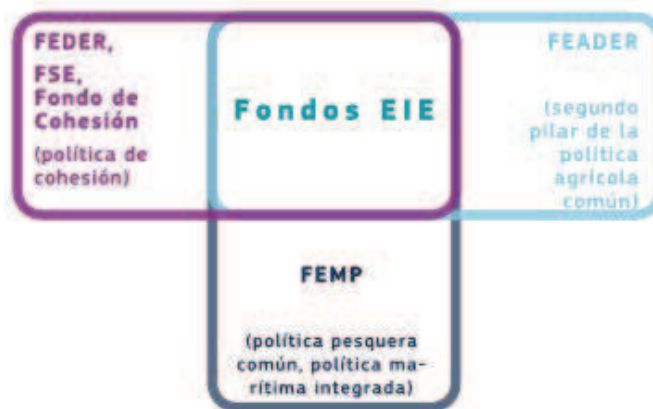 FEDER,
FSE,
Fondo de
Cohesión
(política de
cohesión)
Fondos EIE
FEADER
(segundo
pilar de la
política
agrícola
común)
FEMP
(política pesquera
común, política ma-
rítima integrada)